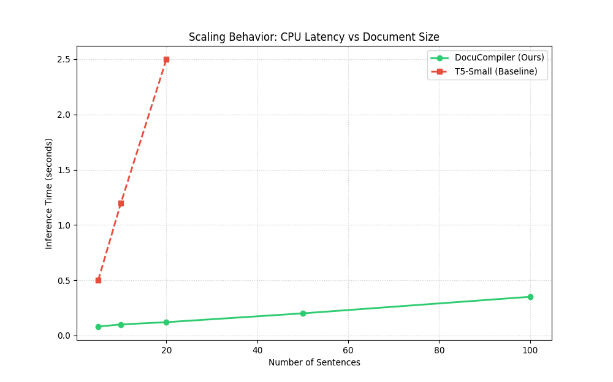 Scaling Behavior: CPU Latency vs Document Size
DocuCompiler (Ours)
T5-Small (Baseline)
2.5
2.0
1.5
1.0
0.5
0.0
Inference Time (seconds)
20
40
60
80
100
Number of Sentences